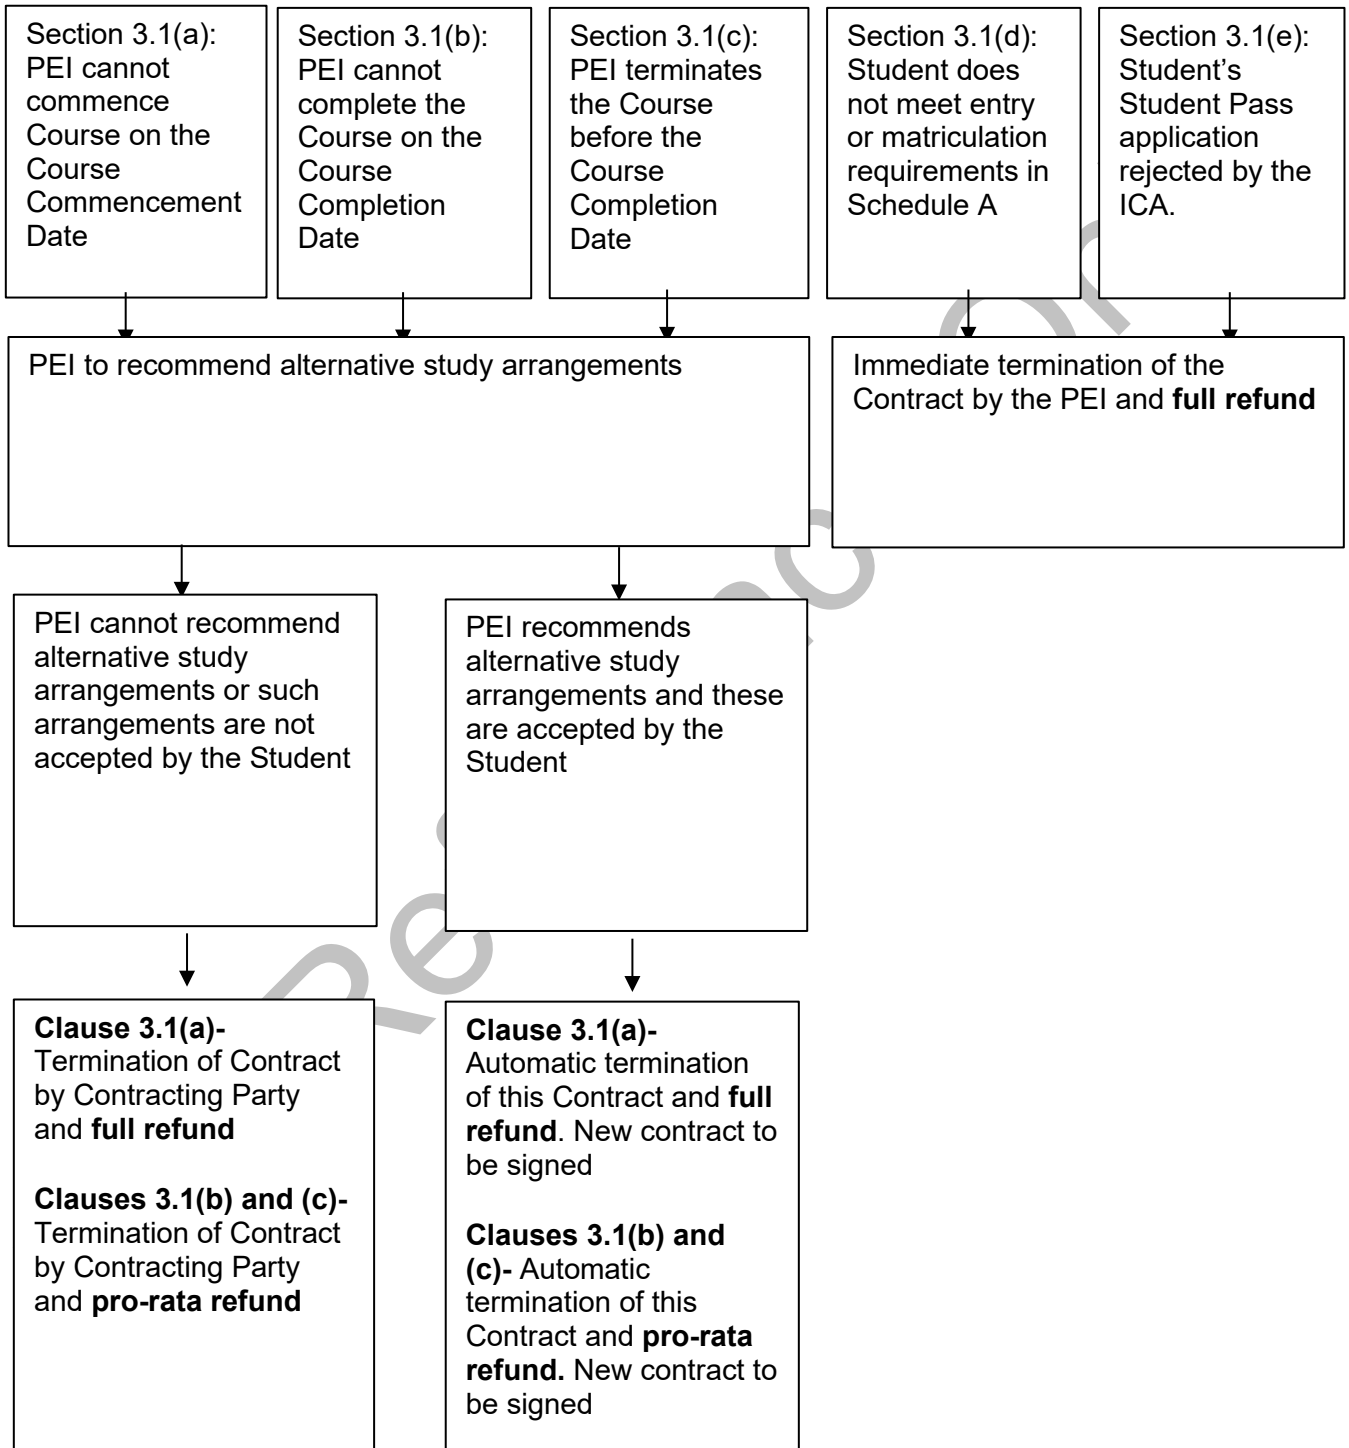 Section 3.1(a):
PEI cannot
commence
Course on the
Course
Commencement
Date
Section 3.1(b):
PEI cannot
complete the
Course on the
Course
Completion
Date
Section 3.1(c):
PEI terminates
the Course
before the
Course
Completion
Date
Section 3.1(d):
Student does
not meet entry
or matriculation
requirements in
Schedule A
Section 3.1(e):
Student’s
Student Pass
application
rejected by the
ICA.
PEI to recommend alternative study arrangements
Immediate termination of the
Contract by the PEI and full refund
PEI cannot recommend
alternative study
arrangements or such
arrangements are not
accepted by the Student
PEI recommends
alternative study
arrangements and these
are accepted by the
Student
Clause 3.1(a)-
Termination of Contract
by Contracting Party
and full refund
Clauses 3.1(b) and (c)-
Termination of Contract
by Contracting Party
and pro-rata refund
Clause 3.1(a)-
Automatic termination
of this Contract and full
refund. New contract to
be signed
Clauses 3.1(b) and
(c)- Automatic
termination of this
Contract and pro-rata
refund. New contract to
be signed